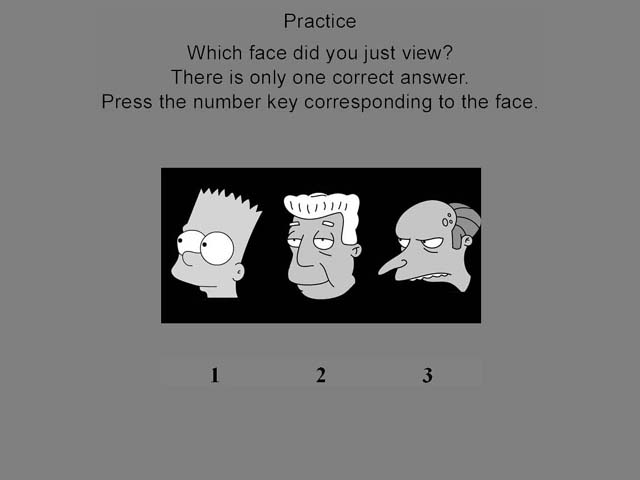 Practice
Which face did you just view?
There is only one correct answer.
Press the number key corresponding to the face.
1 2 3